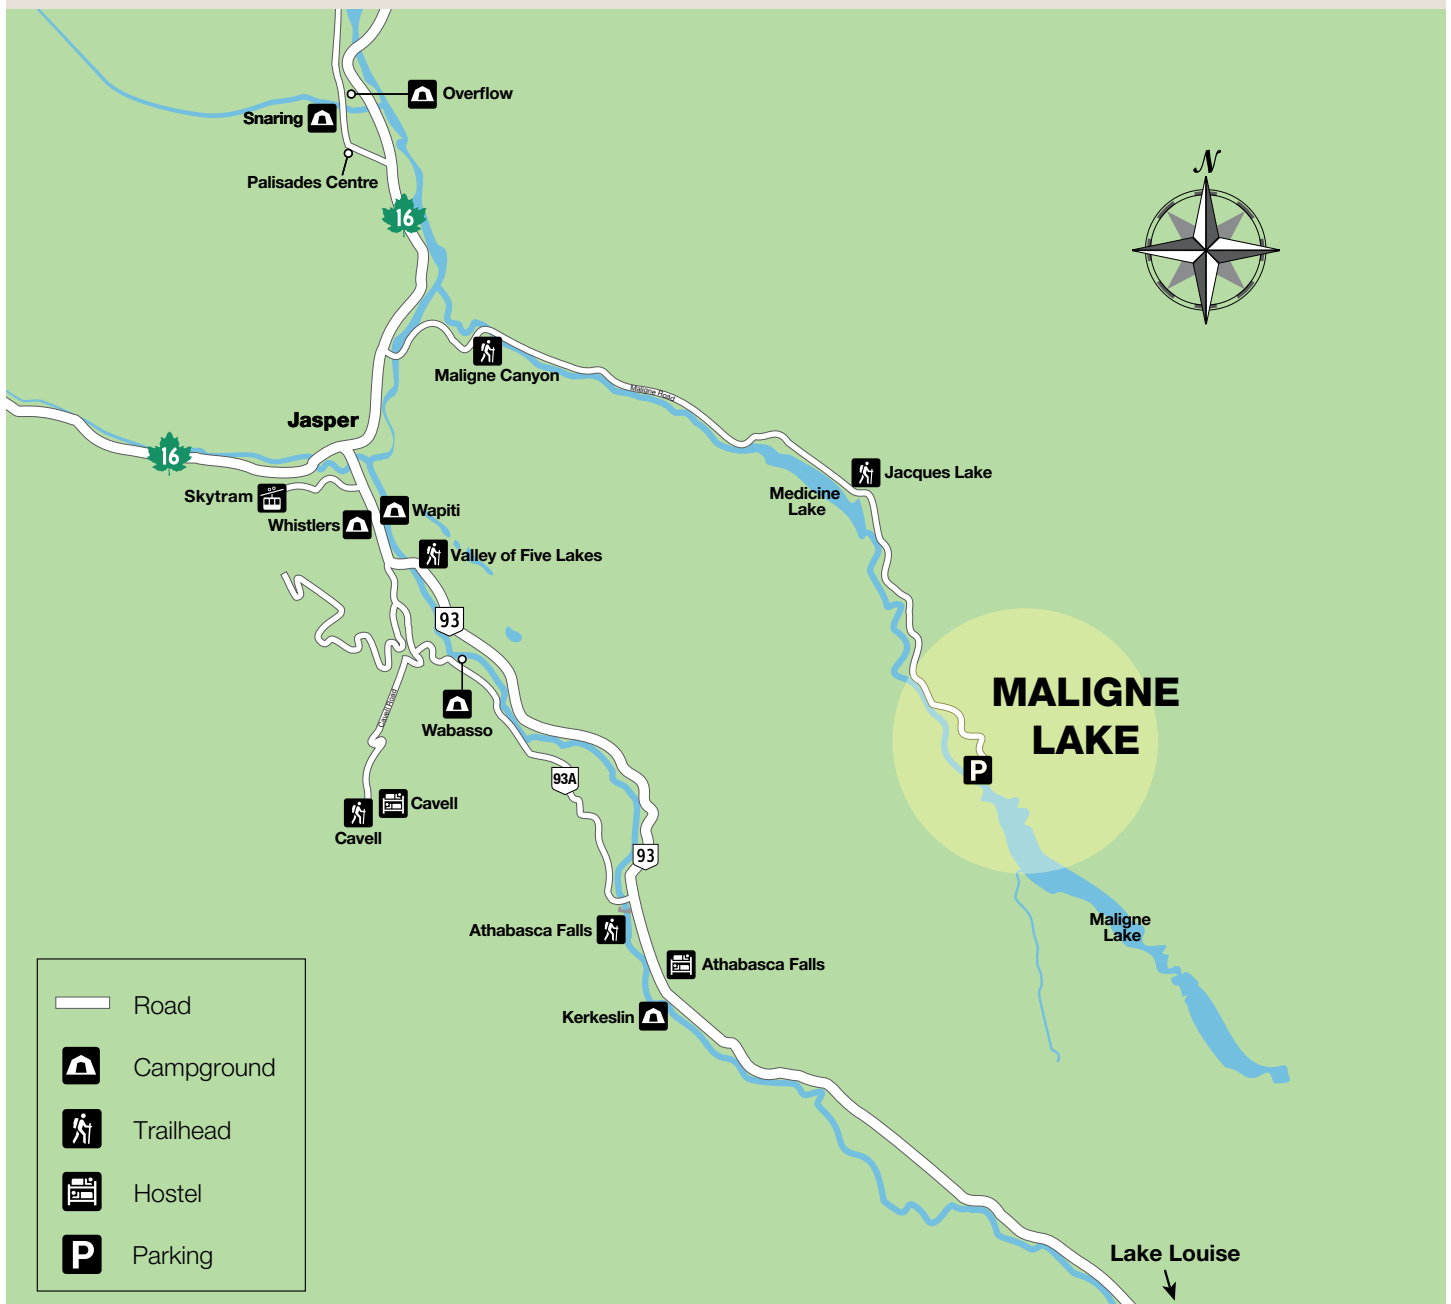 Overflow
Snaring
Palisades Centre
N
16
Maligne Canyon
Maligne Road
Jasper
16
Skytram
Whistlers
Wapiti
Valley of Five Lakes
Jacques Lake
Medicine
Lake
93
MALIGNE
LAKE
P
Cavell Road
Wabasso
93A
Cavell
Cavell
93
Athabasca Falls
Athabasca Falls
Kerkeslin
Maligne
Lake
Road
Campground
Trailhead
Hostel
P Parking
Lake Louise